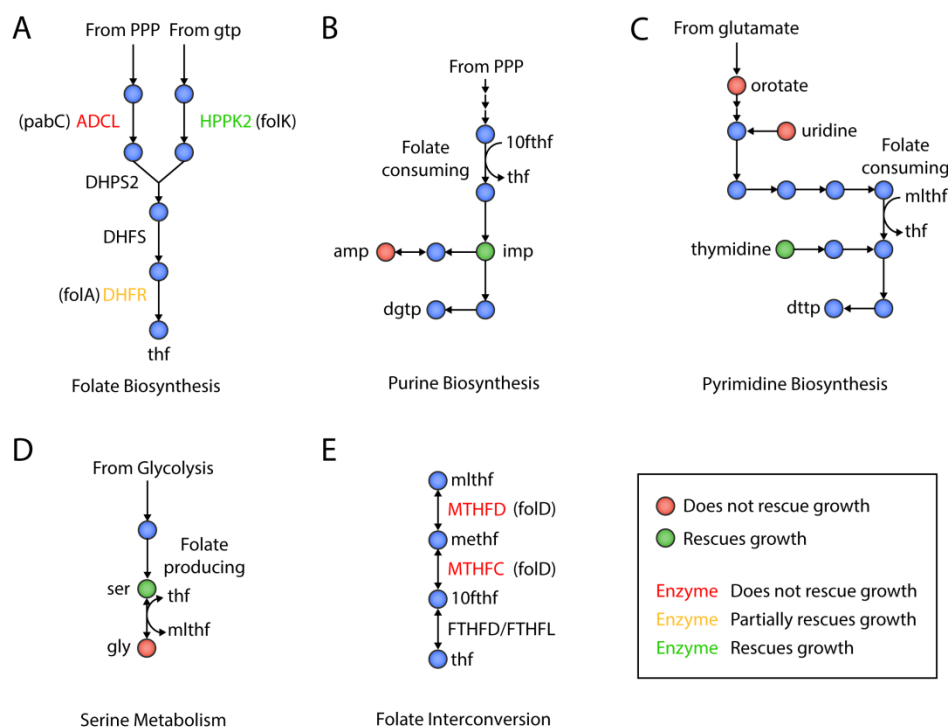 A
From PPP From gtp
(pabC) ADCL HPPK2 (folK)
DHPS2
DHFS
(folA) DHFR
thf
Folate Biosynthesis
B
From PPP
10fthf
Folate
consuming
thf
amp imp
dgtp
Purine Biosynthesis
C
From glutamate
orotate
uridine
Folate
consuming
mlthf
thf
thymidine
dttp
Pyrimidine Biosynthesis
D
From Glycolysis
Folate
producing
ser
thf
mlthf
gly
Serine Metabolism
E
mlthf
MTHFD (folD)
methf
MTHFC (folD)
10fthf
FTHFD/FTHFL
thf
Folate Interconversion
Does not rescue growth
Rescues growth
Enzyme Does not rescue growth
Enzyme Partially rescues growth
Enzyme Rescues growth